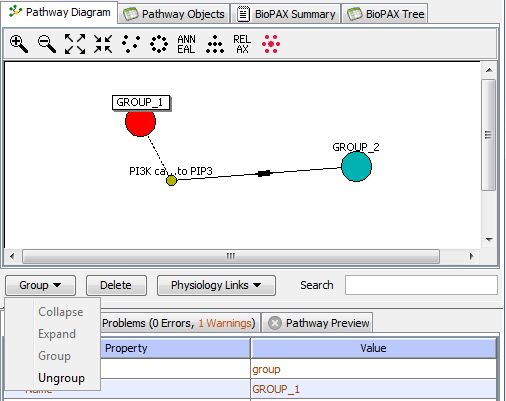 Pathway Diagram Pathway Objects BioPAX Summary BioPAX Tree
ANN EAL REL AX
GROUP_1
GROUP_2
PI3K ca...to PIP3
Group Delete Physiology Links Search
Collapse
Expand
Group
Ungroup
Problems (0 Errors, 1 Warnings) Pathway Preview
Property Value
group
GROUP_1